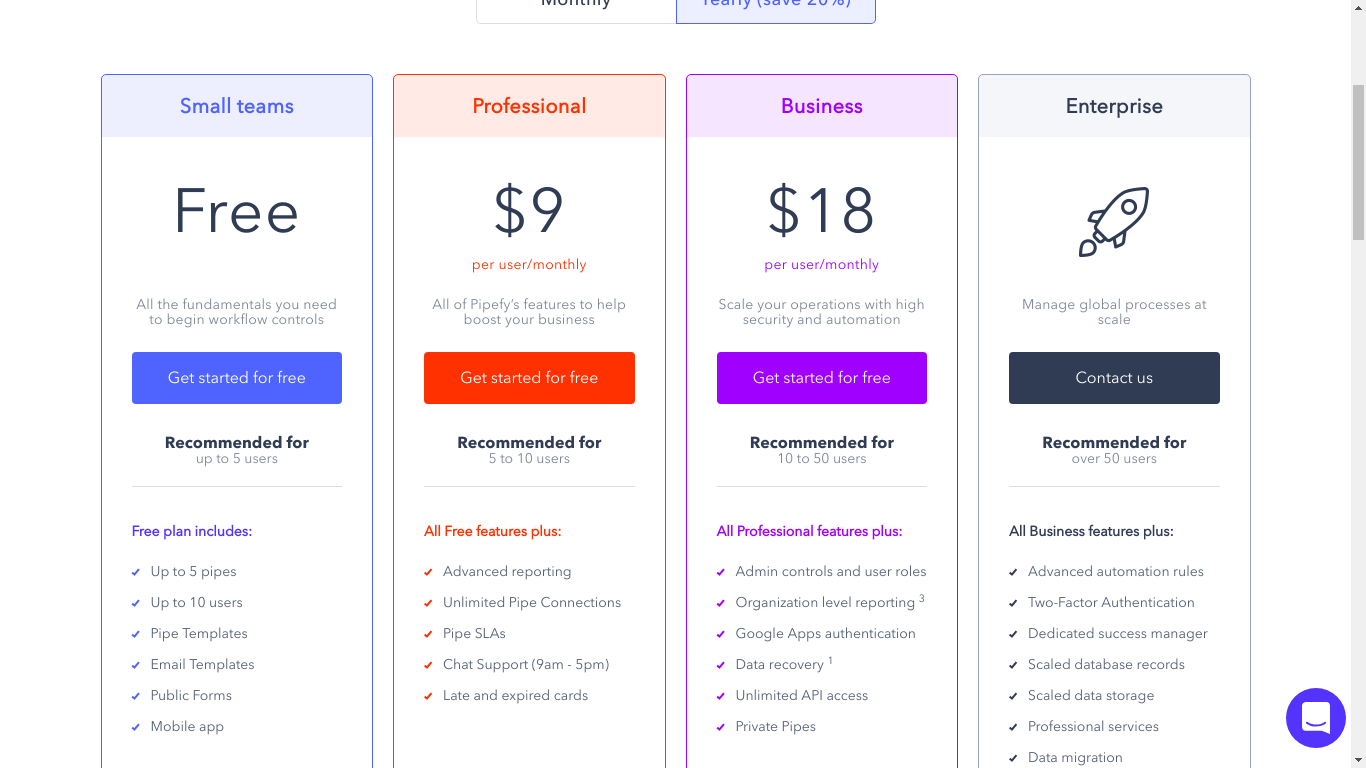 Monthly
Yearly (save 20%)
Small teams
Free
All the fundamentals you need
to begin workflow controls
Get started for free
Recommended for
up to 5 users
Free plan includes:
Up to 5 pipes
Up to 10 users
Pipe Templates
Email Templates
Public Forms
Mobile app
Professional
$9
per user/monthly
All of Pipefy's features to help
boost your business
Get started for free
Recommended for
5 to 10 users
All Free features plus:
Advanced reporting
Unlimited Pipe Connections
Pipe SLAs
Chat Support (9am - 5pm)
Late and expired cards
Business
$18
per user/monthly
Scale your operations with high
security and automation
Get started for free
Recommended for
10 to 50 users
All Professional features plus:
Admin controls and user roles
Organization level reporting 3
Google Apps authentication
Data recovery 1
Unlimited API access
Private Pipes
Enterprise
Manage global processes at
scale
Contact us
Recommended for
over 50 users
All Business features plus:
Advanced automation rules
Two-Factor Authentication
Dedicated success manager
Scaled database records
Scaled data storage
Professional services
Data migration